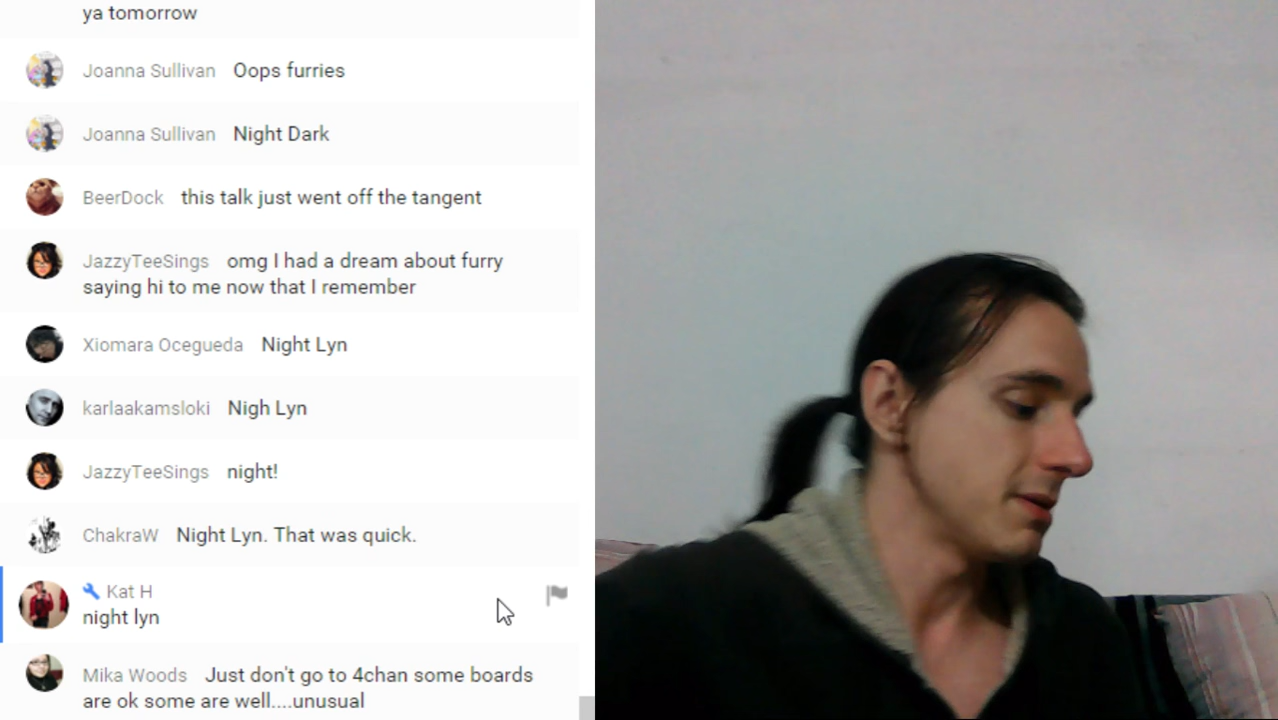 ya tomorrow
Joanna Sullivan Oops furries
Joanna Sullivan Night Dark
BeerDock this talk just went off the tangent
JazzyTeeSings omg I had a dream about furry
saying hi to me now that I remember
Xiomara Ocegueda Night Lyn
karlaakamsloki Nigh Lyn
JazzyTeeSings night!
ChakraW Night Lyn. That was quick.
Kat H
night lyn
Mika Woods Just don't go to 4chan some boards
are ok some are well....unusual